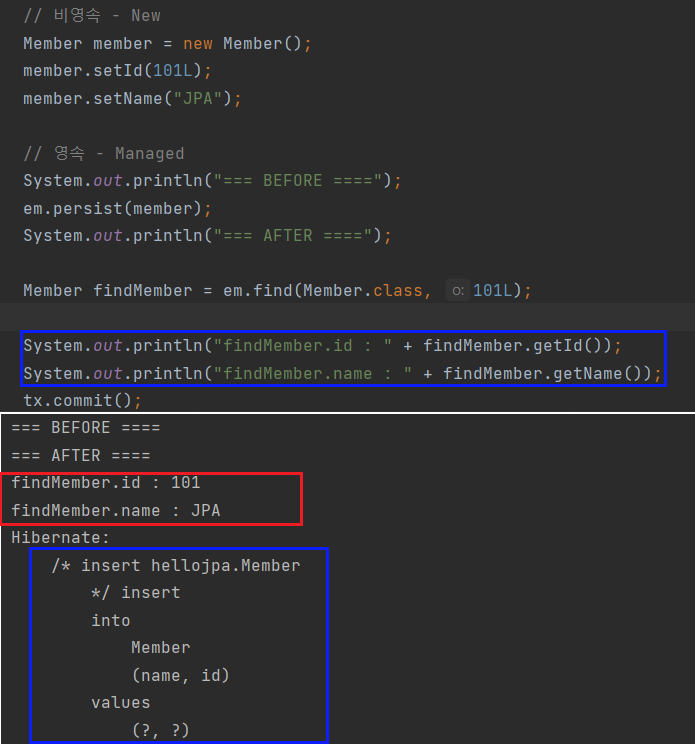 // 비영속 - New
Member member = new Member();
member.setId(101L);
member.setName("JPA");
// 영속 - Managed
System.out.println("=== BEFORE ====");
em.persist(member);
System.out.println("=== AFTER ====");
Member findMember = em.find(Member.class, o: 101L);
System.out.println("findMember.id : " + findMember.getId());
System.out.println("findMember.name : " + findMember.getName());
tx.commit();
=== BEFORE ====
=== AFTER ====
findMember.id : 101
findMember.name : JPA
Hibernate:
/* insert hellojpa.Member
*/ insert
into
Member
(name, id)
values
(?, ?)